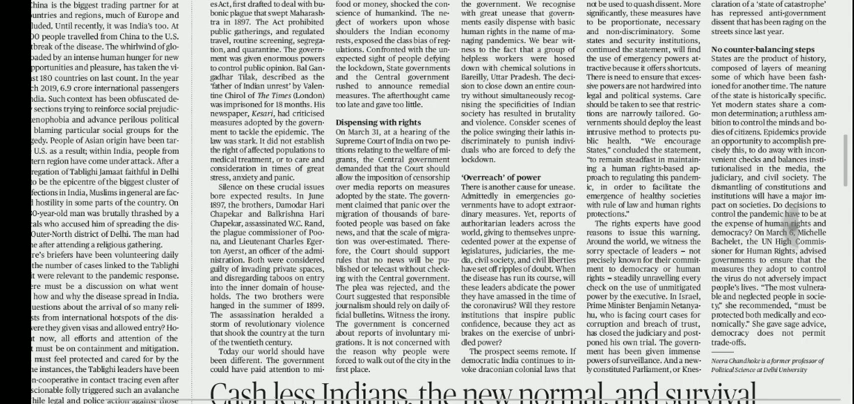 China is the biggest trading partner for at
ountries and regions, much of Europe and
luded. Until recently, it was India's too. At
00 people travelled from China to the U.S.
tbreak of the disease. The whirlwind of glo-
oaded by an intense human hunger for new
pportunities and pleasure, has taken the vi-
ast 180 countries last on. In the year
ch 2019, 6.9 crore international passengers
ndia. Such context has been obfuscated de-
sections trying to reinforce social prejudic-
enophobia and advance perilous political
blaming particular social groups for the
gedy. People of Asian origin have been tar-
U.S. as a result; within India, people from
tern region have come under attack. After a
regation of Tablighi Jamaat faithful in Delhi
o be the epicentre of the biggest cluster of
fections in India, Muslims in general are fac-
l hostility in some parts of the country. On
0-year-old man was brutally thrashed by a
cals who accused him of spreading the dis-
Outer-North district of Delhi. The man had
e after attending a religious gathering.
re's briefers have been volunteering daily
the number of cases linked to the Tablighi
t were relevant to the pandemic response.
ere must be a discussion on what went
how and why the disease spread in India.
uestions about the arrival of so many reli-
sts from international hotspots of the dis-
vere they given visas and allowed entry? Ho-
t now, all efforts and attention of the
t must be on containment and mitigation.
must feel protected and cared for by the
e instances, the Tablighi leaders have been
n-cooperative in contact tracing even after
scionable folly triggered such an avalanche
hile legal and police action against those
es Act, first drafted to deal with bu-
bonic plague that swept Maharash-
tra in 1897. The Act prohibited
public gatherings, and regulated
travel, routine screening, segrega-
tion, and quarantine. The govern-
ment was given enormous powers
to control public opinion. Bal Gan-
gadhar Tilak, described as the
'father of Indian unrest' by Valen-
tine Chirol of The Times (London)
was imprisoned for 18 months. His
newspaper, Kesari, had criticised
measures adopted by the govern-
ment to tackle the epidemic. The
law was stark. It did not establish
the right of affected populations to
medical treatment, or to care and
consideration in times of great
stress, anxiety and panic.
Silence on these crucial issues
bore expected results. In June
1897, the brothers, Damodar Hari
Chapekar and Balkrishna Hari
Chapekar, assassinated W.C. Rand,
the plague commissioner of Poo-
na, and Lieutenant Charles Eger-
ton Ayerst, an officer of the admi-
nistration. Both were considered
guilty of invading private spaces,
and disregarding taboos on entry
into the inner domain of house-
holds. The two brothers were
hanged in the summer of 1899.
The assassination heralded a
storm of revolutionary violence
that shook the country at the turn
of the twentieth century.
Today our world should have
been different. The government
could have paid attention to mi-
food or money, shocked the con-
science of humankind. The ne-
glect of workers upon whose
shoulders the Indian economy
rests, exposed the class bias of reg-
ulations. Confronted with the un-
expected sight of people defying
the lockdown, State governments
and the Central government
rushed to announce remedial
measures. The afterthought came
too late and gave too little.
Dispensing with rights
On March 31, at a hearing of the
Supreme Court of India on two pe-
titions relating to the welfare of mi-
grants, the Central government
demanded that the Court should
allow the imposition of censorship
over media reports on measures
adopted by the state. The govern-
ment claimed that panic over the
migration of thousands of bare-
footed people was based on fake
news, and that the scale of migra-
tion was over-estimated. There-
fore, the Court should support
rules that no news will be pu-
blished or telecast without check-
ing with the Central government.
The plea was rejected, and the
Court suggested that responsible
journalism should rely on daily of-
ficial bulletins. Witness the irony.
The government is concerned
about reports of involuntary mi-
grations. It is not concerned with
the reason why people were
forced to walk out of the city in the
first place.
the government. We recognise
with great unease that govern-
ments easily dispense with basic
human rights in the name of ma-
naging pandemics. We bear wit-
ness to the fact that a group of
helpless workers were hosed
down with chemical solutions in
Bareilly, Uttar Pradesh. The deci-
sion to close down an entire coun-
try without simultaneously recog-
nising the specificities of Indian
society has resulted in brutality
and violence. Consider scenes of
the police swinging their lathis in-
discriminately to punish indivi-
duals who are forced to defy the
lockdown.
'Overreach' of power
There is another cause for unease.
Admittedly in emergencies go-
vernments have to adopt extraor-
dinary measures. Yet, reports of
authoritarian leaders across the
world, giving to themselves unpre-
cedented power at the expense of
legislatures, judiciaries, the me-
dia, civil society, and civil liberties
have set off ripples of doubt. When
the disease has run its course, will
these leaders abdicate the power
they have amassed in the time of
the coronavirus? Will they restore
institutions that inspire public
confidence, because they act as
brakes on the exercise of unbri-
dled power?
The prospect seems remote. If
democratic India continues to in-
voke draconian colonial laws that
not be used to quash dissent. More
significantly, these measures have
to be proportionate, necessary
and non-discriminatory. Some
states and security institutions,
continued the statement, will find
the use of emergency powers at-
tractive because it offers shortcuts.
There is need to ensure that exces-
sive powers are not hardwired into
legal and political systems. Care
should be taken to see that restric-
tions are narrowly tailored. Go-
vernments should deploy the least
intrusive method to protects pu-
blic health. "We encourage
States," concluded the statement,
"to remain steadfast in maintain-
ing a human rights-based ap-
proach to regulating this pandem-
ic, in order to facilitate the
emergence of healthy societies
with rule of law and human rights
protections."
The rights experts have good
reasons to issue this warning.
Around the world, we witness the
sorry spectacle of leaders – not
precisely known for their commit-
ment to democracy or human
rights – steadily unravelling every
check on the use of unmitigated
power by the executive. In Israel,
Prime Minister Benjamin Netanya-
hu, who is facing court cases for
corruption and breach of trust,
has closed the judiciary and post-
poned his own trial. The govern-
ment has been given immense
powers of surveillance. And a new-
ly constituted Parliament, or Knes-
claration of a 'state of catastrophe'
has repressed anti-government
dissent that has been raging on the
streets since last year.
No counter-balancing steps
States are the product of history,
composed of layers of meaning
some of which have been fash-
ioned for another time. The nature
of the state is historically specific.
Yet modern states share a com-
mon determination; a ruthless am-
bition to control the minds and bo-
dies of citizens. Epidemics provide
an opportunity to accomplish pre-
cisely this, to do away with incon-
venient checks and balances insti-
tutionalised in the media, the
judiciary, and civil society. The
dismantling of constitutions and
institutions will have a major im-
pact on societies. Do decisions to
control the pandemic have to be at
the expense of human rights and
democracy? On March Michelle
Bachelet, the UN High Commis-
sioner for Human Rights, advised
governments to ensure that the
measures they adopt to control
the virus do not adversely impact
people's lives. "The most vulnera-
ble and neglected people in socie-
ty," she recommended, "must be
protected both medically and eco-
nomically." She gave sage advice,
democracy does not permit
trade-offs.
Neera Chandhoke is a former professor of
Political Science at Delhi University
Cash less Indians, the new normal, and survival